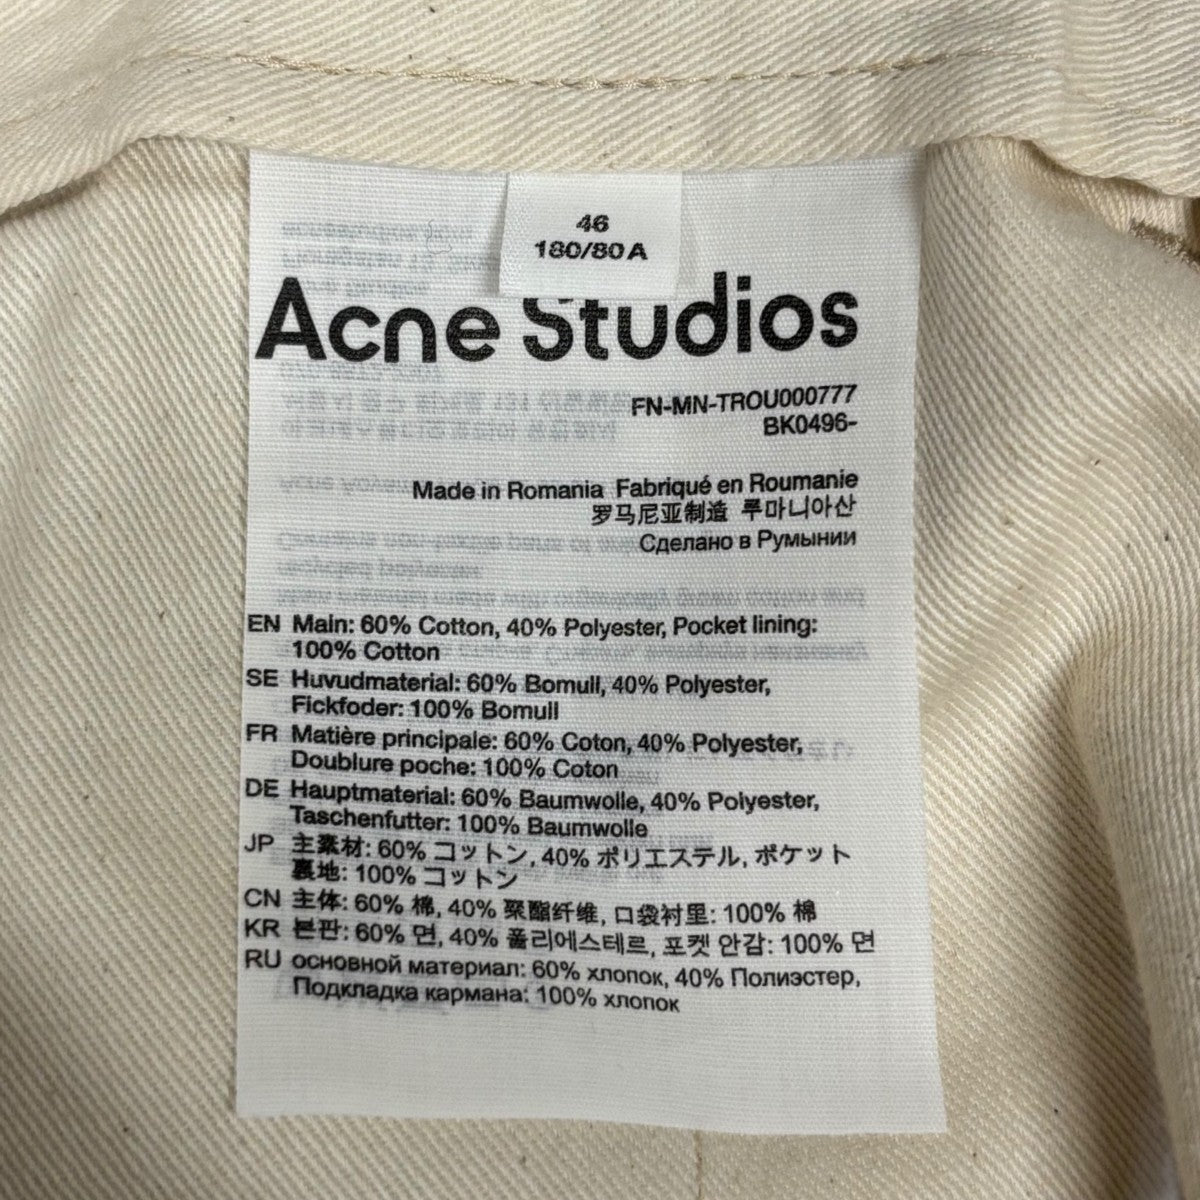 46
180/80A
Acne Studios
FN-MN-TROU000777
BK0496-
Made in Romania Fabriqué en Roumanie
罗马尼亚制造 루마니아산
Сделано в Румынии
EN Main: 60% Cotton, 40% Polyester, Pocket lining:
100% Cotton
SE Huvudmaterial: 60% Bomull, 40% Polyester,
Fickfoder: 100% Bomull
FR Matière principale: 60% Coton, 40% Polyester,
Doublure poche: 100% Coton
DE Hauptmaterial: 60% Baumwolle, 40% Polyester,
Taschenfutter: 100% Baumwolle
JP 主素材: 60% コットン, 40% ポリエステル, ポケット
裏地: 100% コットン
CN 主体: 60% 棉, 40% 聚酯纤维, 口袋衬里: 100% 棉
KR 본판: 60% 면, 40% 폴리에스테르, 포켓 안감: 100% 면
RU основной материал: 60% хлопок, 40% Полиэстер,
Подкладка кармана: 100% хлопок